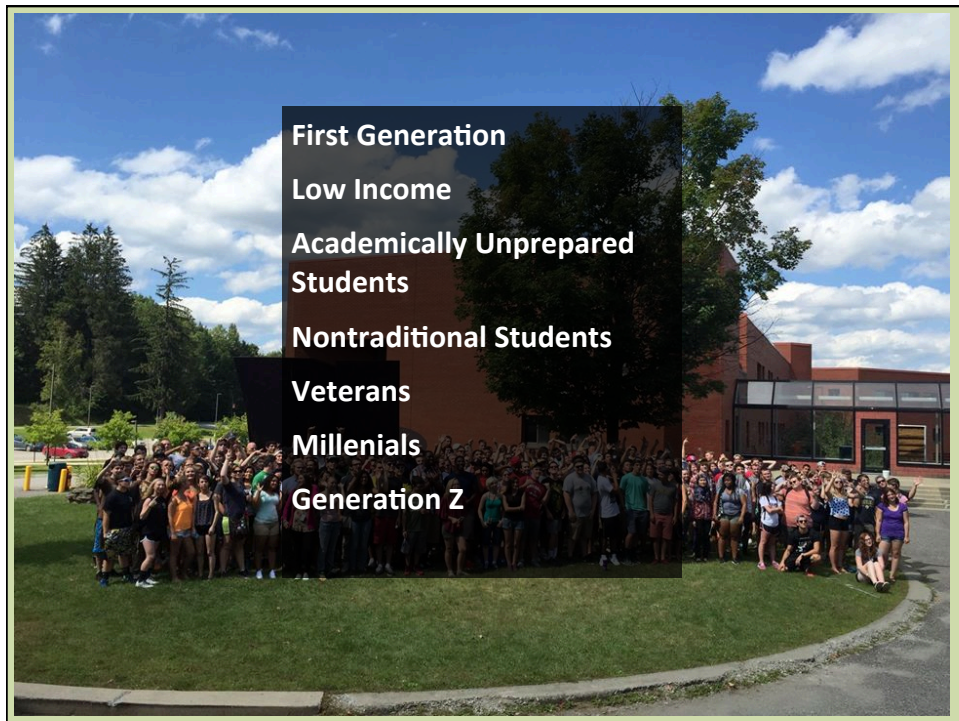 First Generation
Low Income
Academically Unprepared
Students
Nontraditional Students
Veterans
Millenials
Generation Z